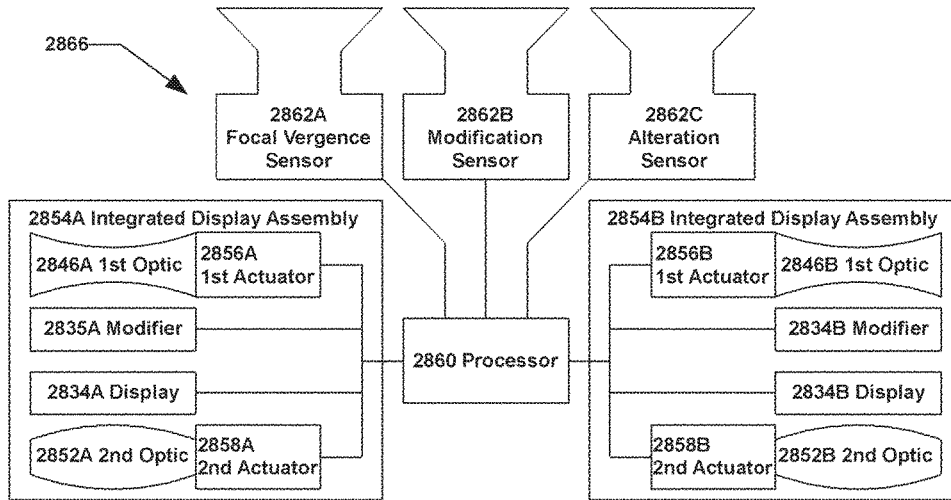 2866
2862A
Focal Vergence
Sensor
2862B
Modification
Sensor
2862C
Alteration
Sensor
2854A Integrated Display Assembly
2846A 1st Optic
2856A
1st Actuator
2835A Modifier
2834A Display
2852A 2nd Optic
2858A
2nd Actuator
2860 Processor
2854B Integrated Display Assembly
2856B
1st Actuator
2846B 1st Optic
2834B Modifier
2834B Display
2858B
2nd Actuator
2852B 2nd Optic